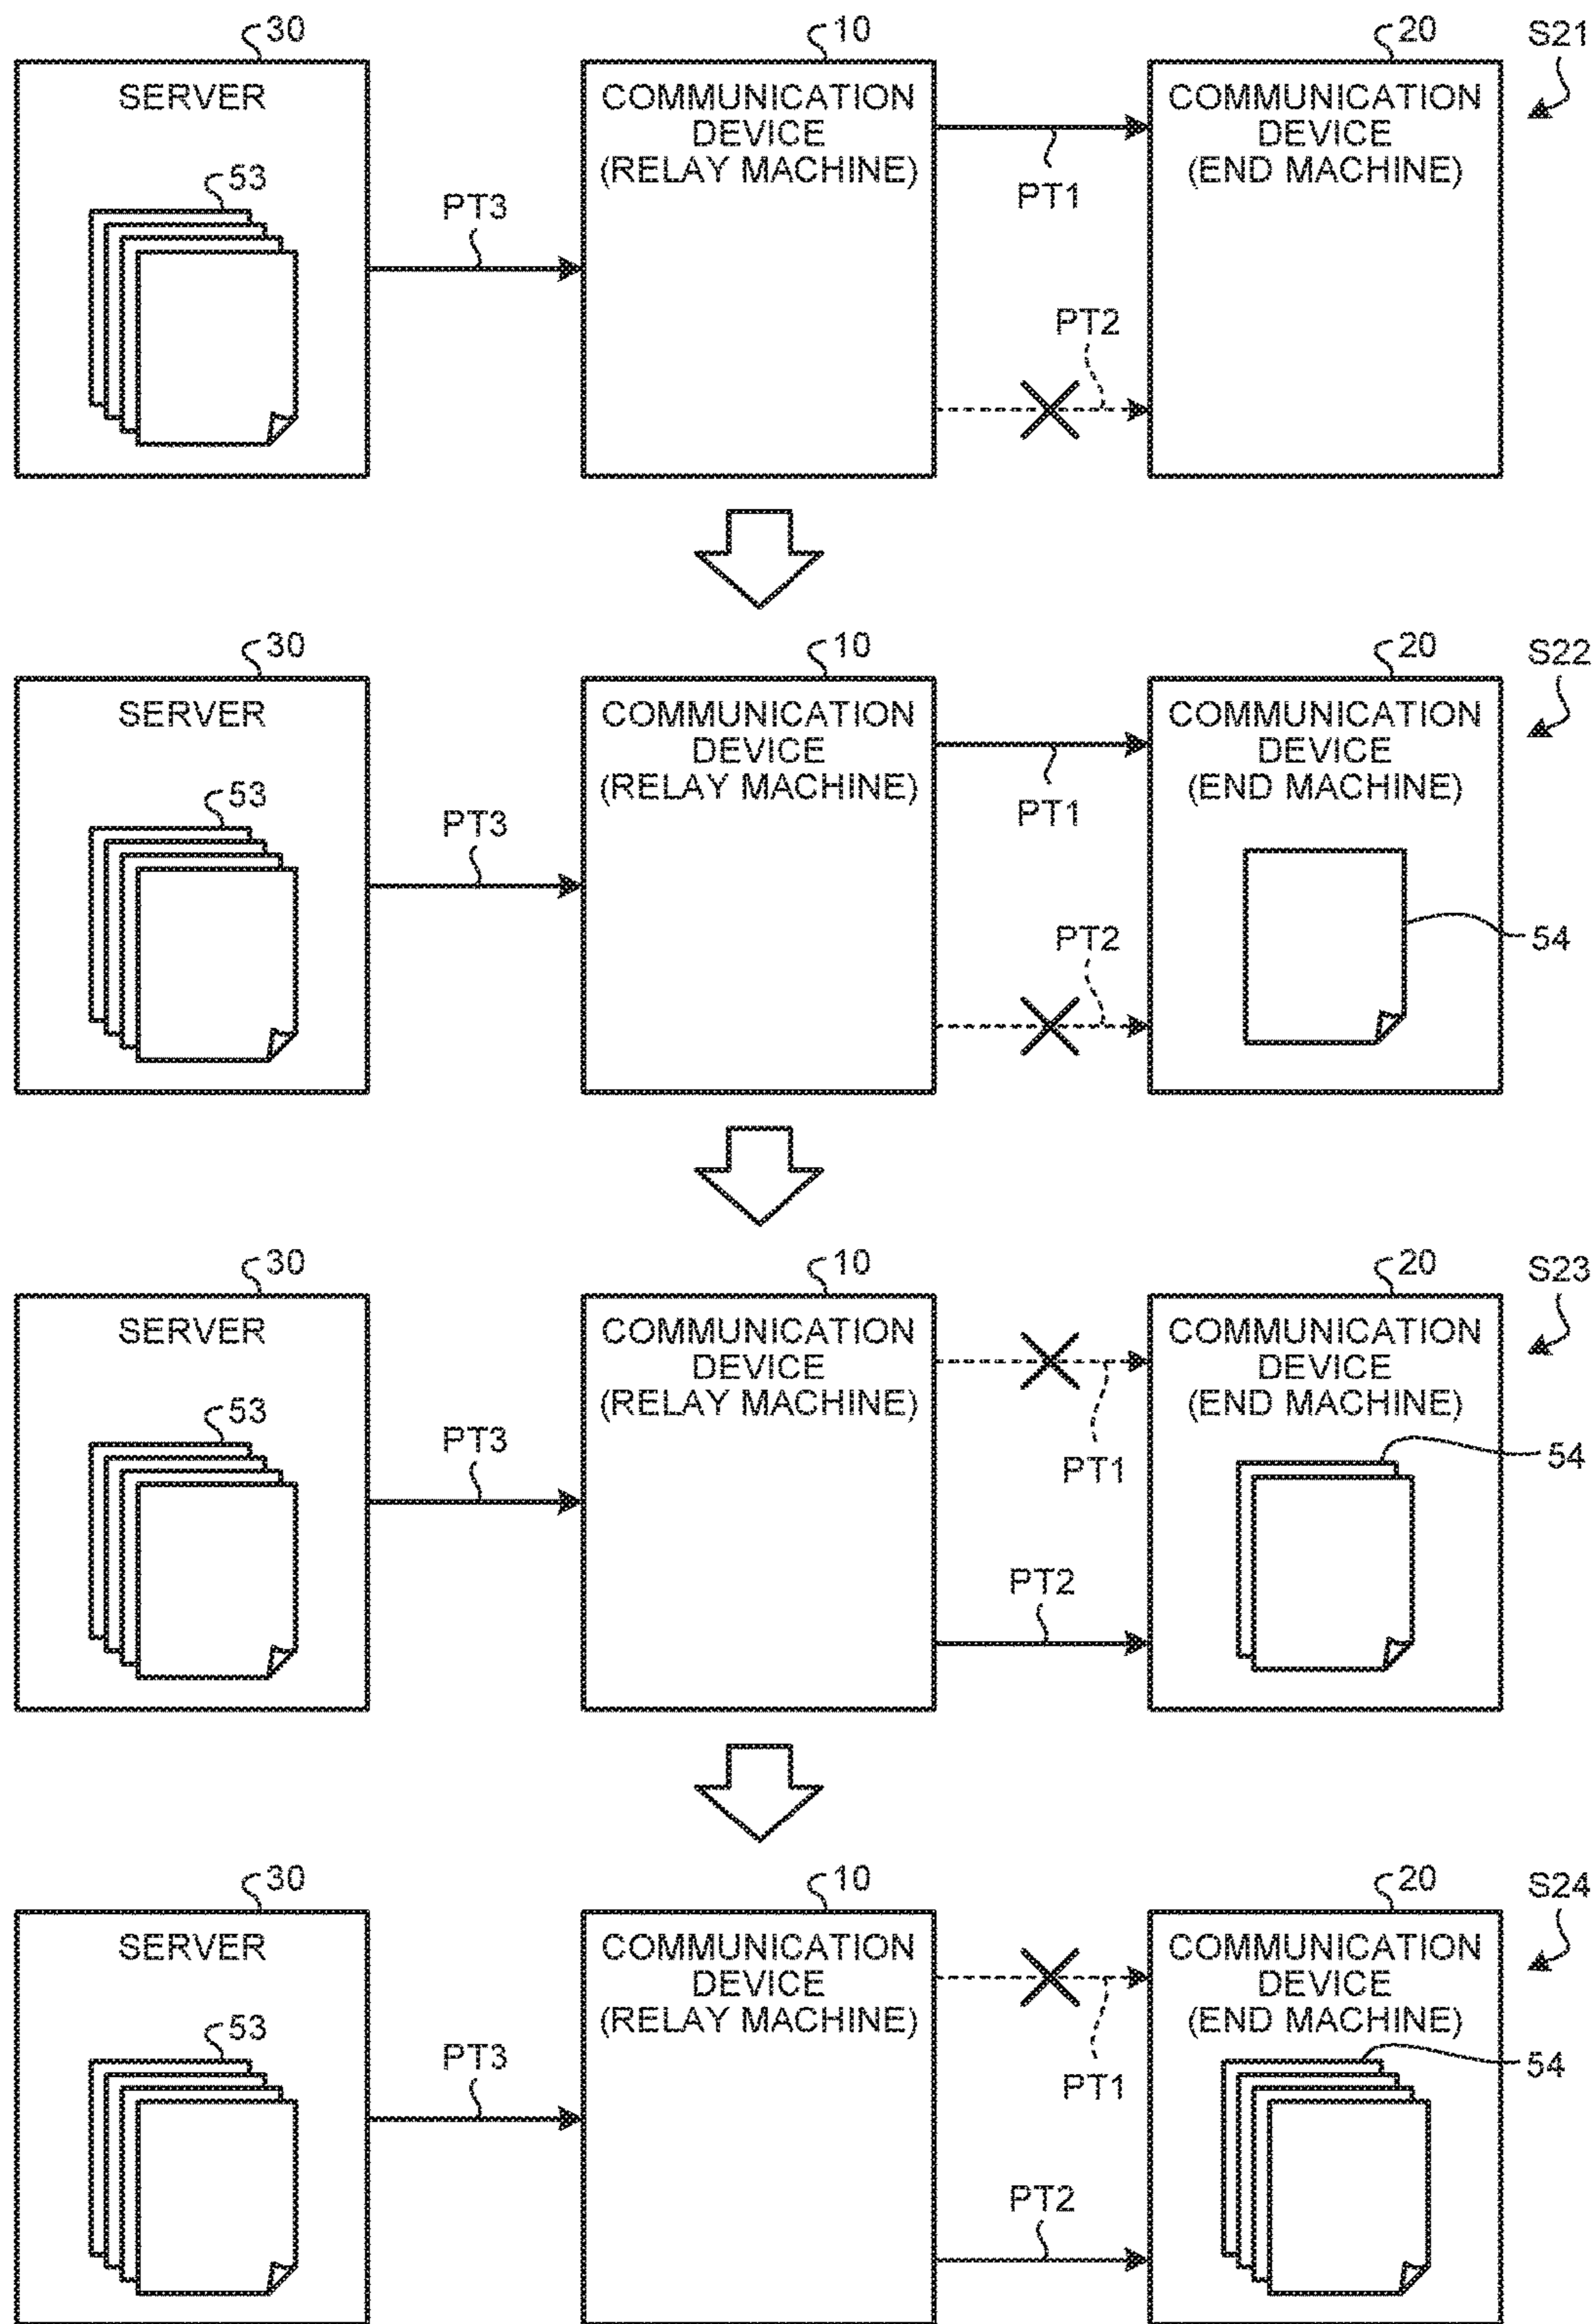 30
10
20
S21
SERVER
COMMUNICATION
DEVICE
(RELAY MACHINE)
COMMUNICATION
DEVICE
(END MACHINE)
53
PT3
PT1
PT2
30
10
20
S22
SERVER
COMMUNICATION
DEVICE
(RELAY MACHINE)
COMMUNICATION
DEVICE
(END MACHINE)
53
PT3
PT1
PT2
54
30
10
20
S23
SERVER
COMMUNICATION
DEVICE
(RELAY MACHINE)
COMMUNICATION
DEVICE
(END MACHINE)
53
PT3
PT1
54
PT2
30
10
20
S24
SERVER
COMMUNICATION
DEVICE
(RELAY MACHINE)
COMMUNICATION
DEVICE
(END MACHINE)
53
PT3
PT1
54
PT2